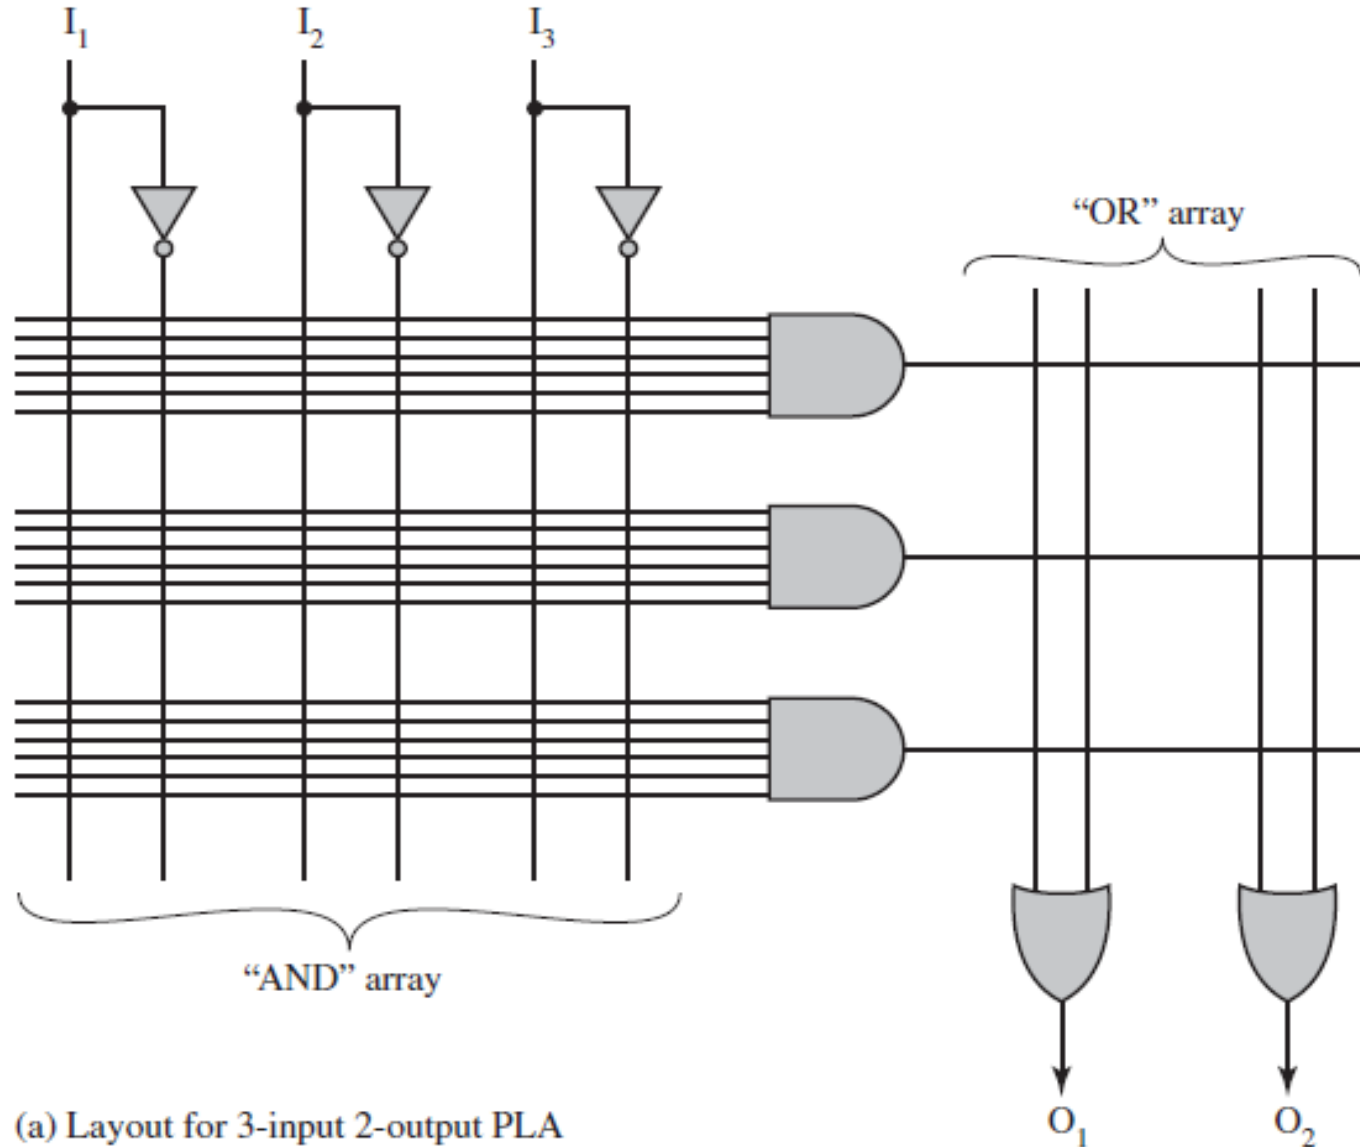 I1 I2 I3
“OR” array
“AND” array
O1 O2
(a) Layout for 3-input 2-output PLA